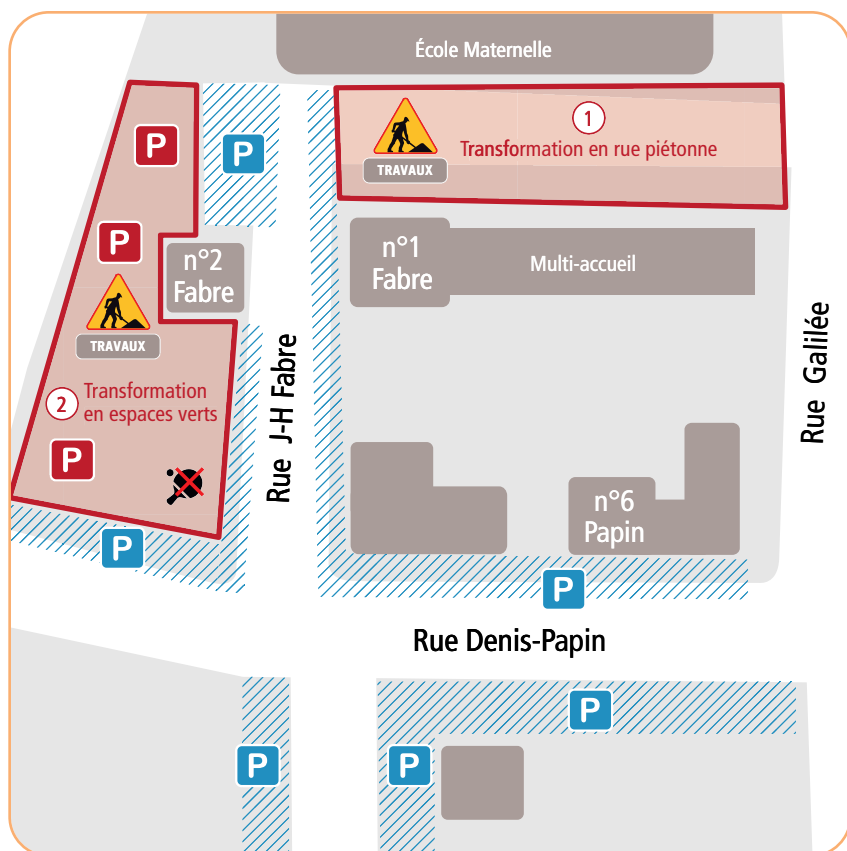 École Maternelle
1
Transformation en rue piétonne
TRAVAUX
P
P
P
n°2
Fabre
n°1
Fabre
Multi-accueil
TRAVAUX
2
Transformation
en espaces verts
P
Rue J-H Fabre
Rue Galilée
n°6
Papin
P
P
Rue Denis-Papin
P
P
P